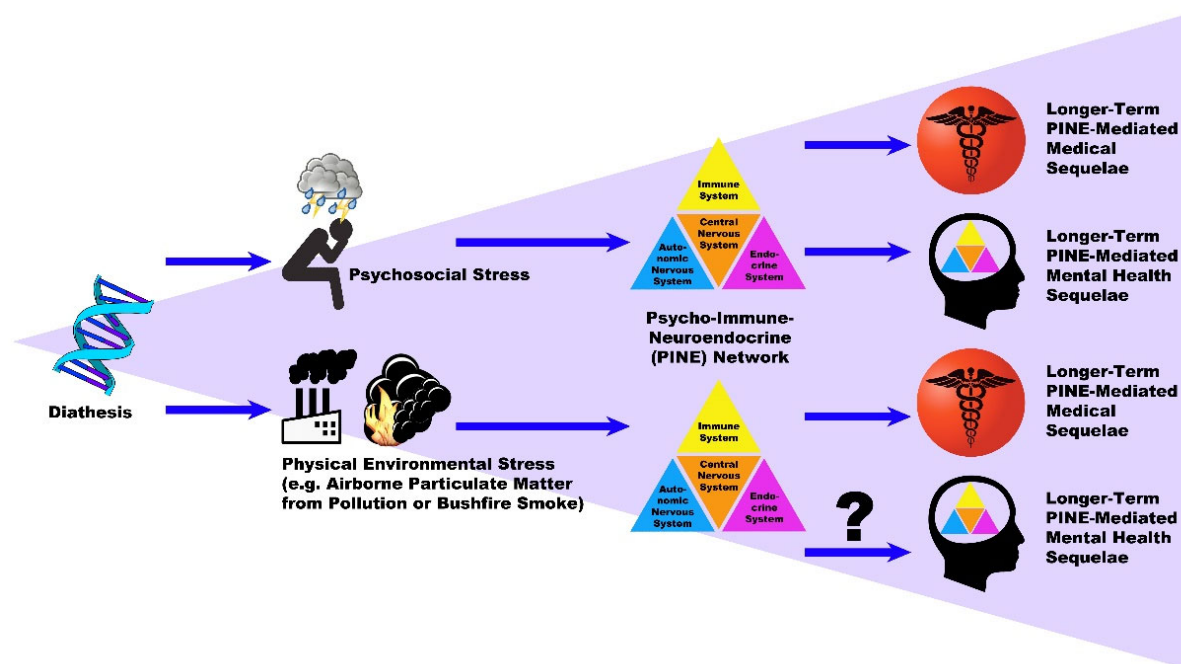 Longer-Term
PINE-Mediated
Medical
Sequelae
Immune
System
Central
Nervous
System
Auto-
nomic
Nervous
System
Endo-
crine
System
Longer-Term
PINE-Mediated
Mental Health
Sequelae
Psychosocial Stress
Psycho-Immune-
Neuroendocrine
(PINE) Network
Diathesis
Longer-Term
PINE-Mediated
Medical
Sequelae
Physical Environmental Stress
(e.g. Airborne Particulate Matter
from Pollution or Bushfire Smoke)
Immune
System
Central
Nervous
System
Auto-
nomic
Nervous
System
Endo-
crine
System
?
Longer-Term
PINE-Mediated
Mental Health
Sequelae